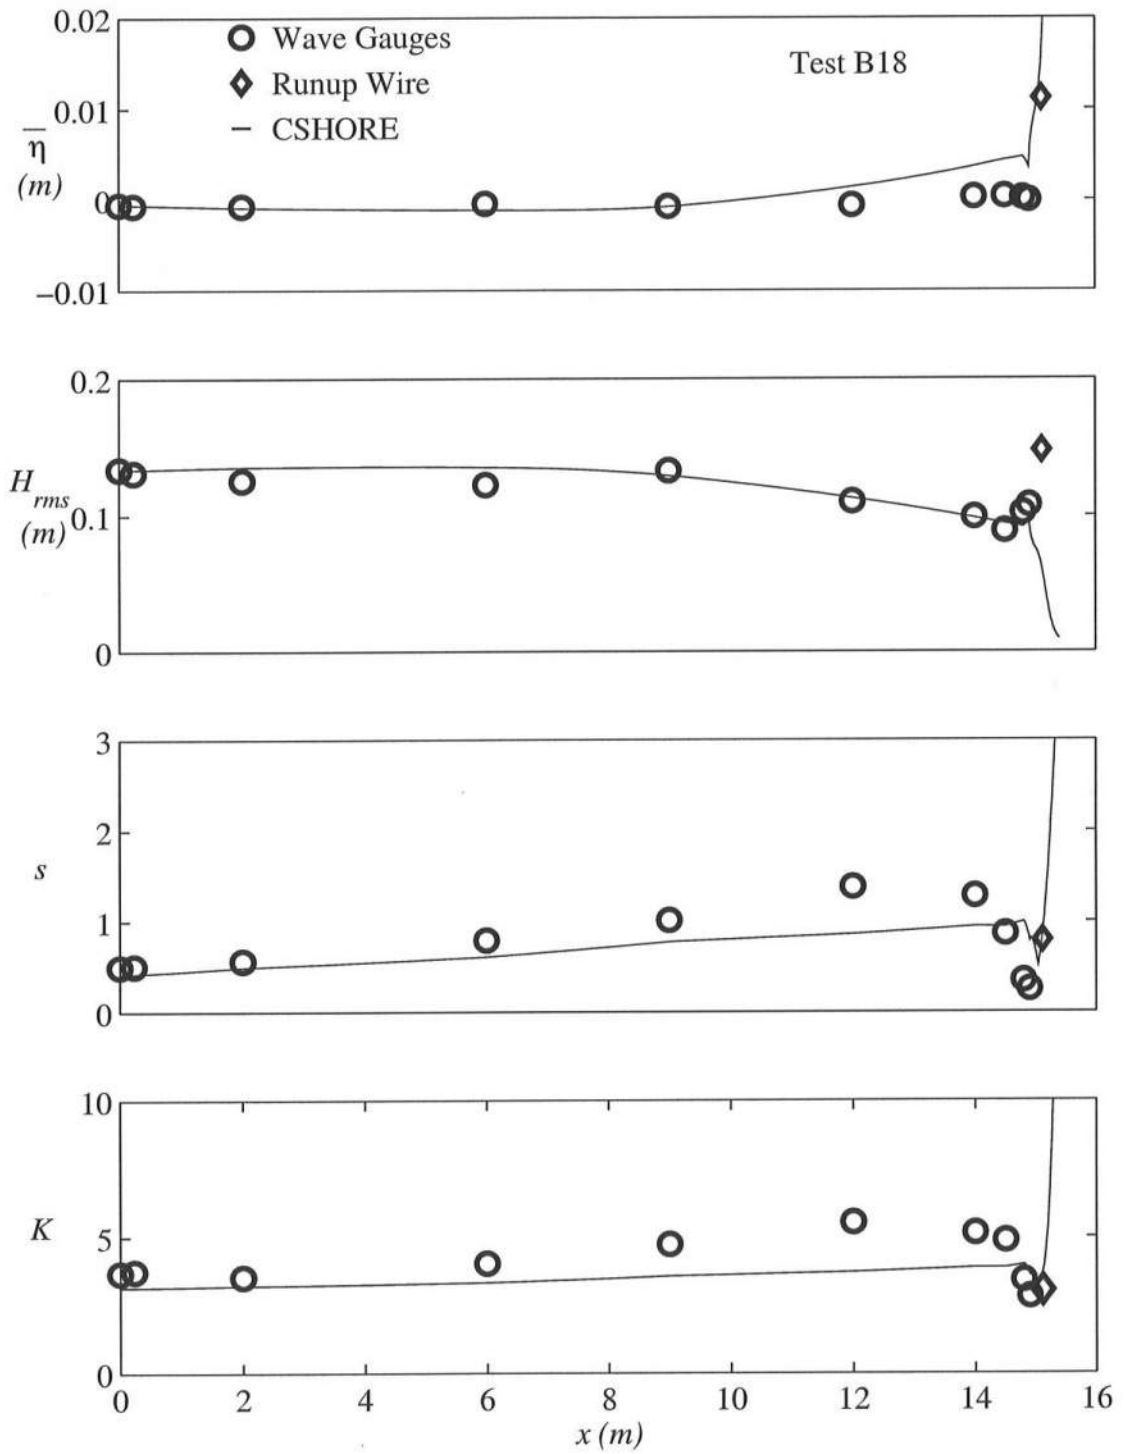 0.02
Wave Gauges
Test B18
Runup Wire
0.01
CSHORE
η̅
(m)
0
−0.01
0.2
H_rms
(m)
0.1
0
3
2
s
1
0
10
K
5
0
0 2 4 6 8 10 12 14 16
x (m)